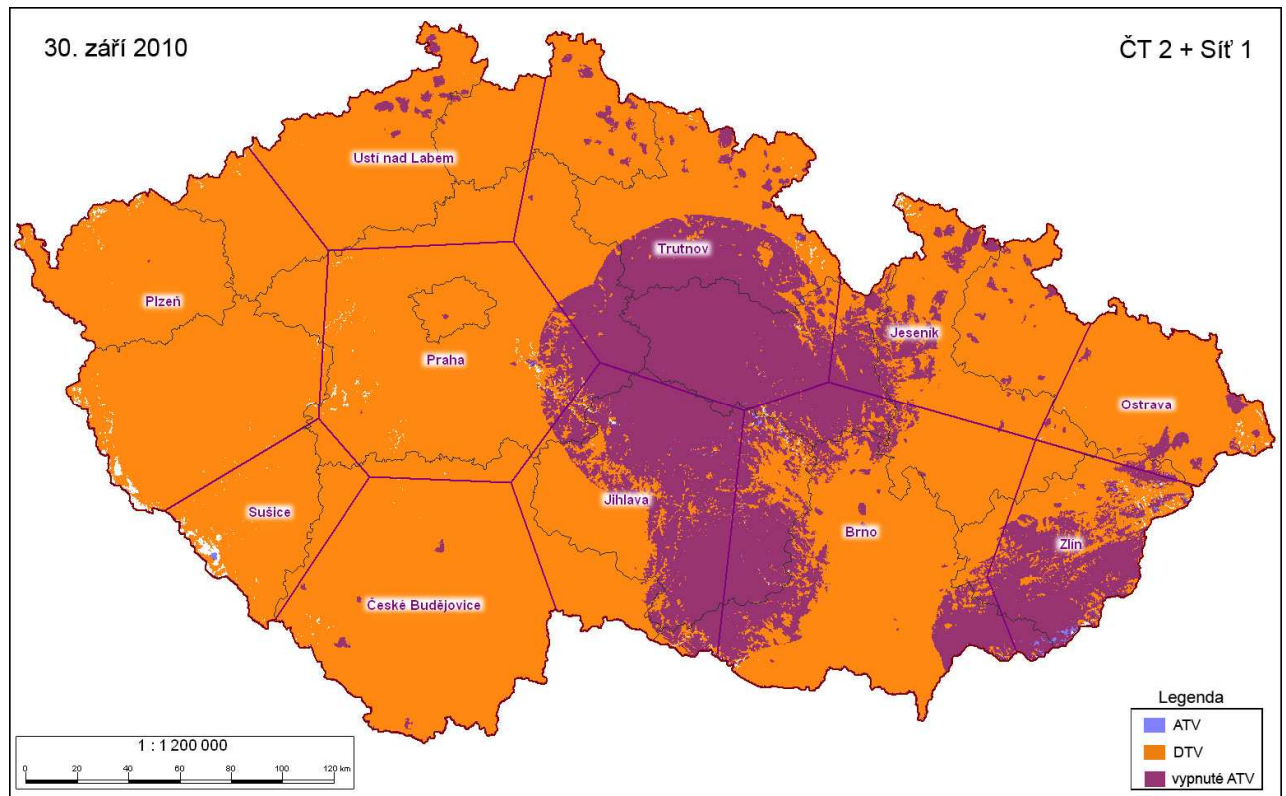 30. září 2010
ČT 2 + Síť 1
Ustí nad Labem
Trutnov
Plzeň
Jeseník
Praha
Ostrava
Sušice
Jihlava
Brno
Zlín
České Budějovice
1 : 1 200 000
0 20 40 60 80 100 120 km
Legenda
ATV
DTV
vypnuté ATV